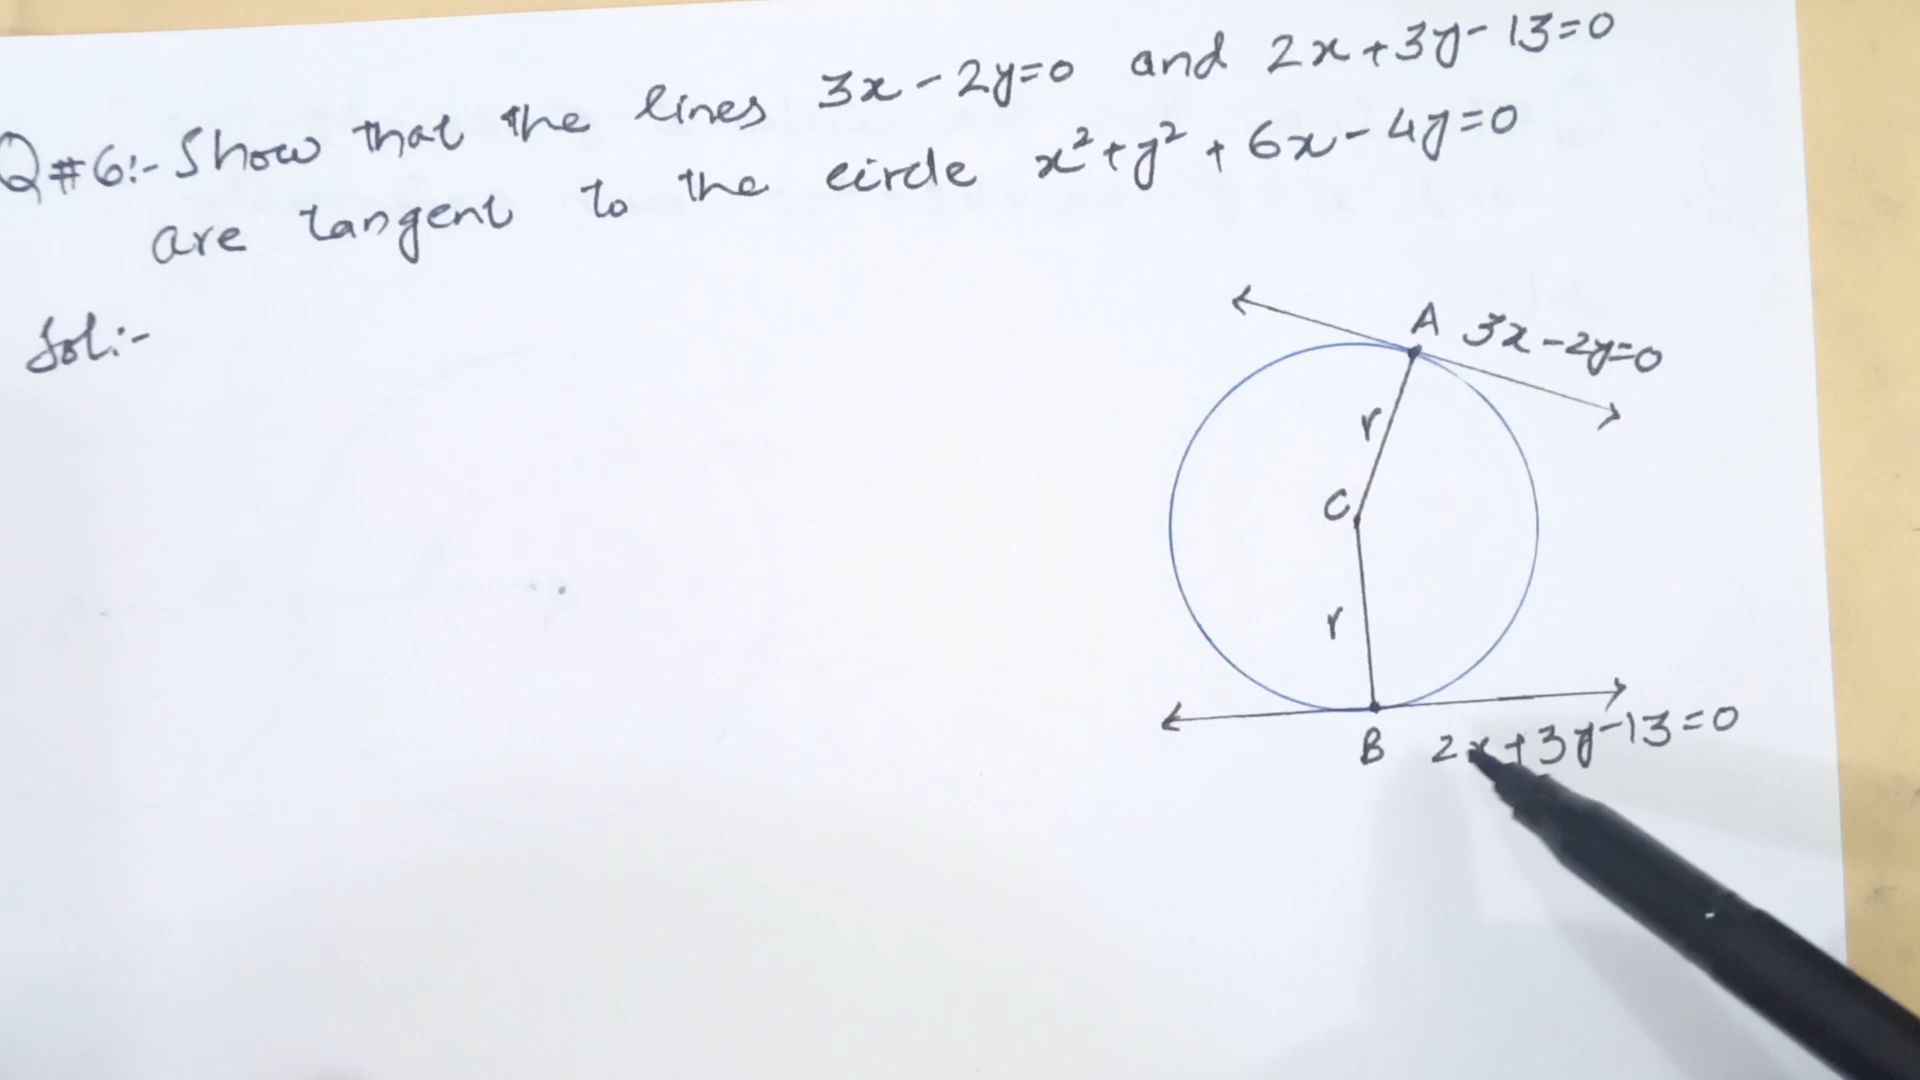 Q#6:- Show that the lines 3x-2y=0 and 2x+3y-13=0
are tangent to the circle x²+y²+6x-4y=0
Sol:-
A 3x-2y=0
r
C
r
B 2x+3y-13=0